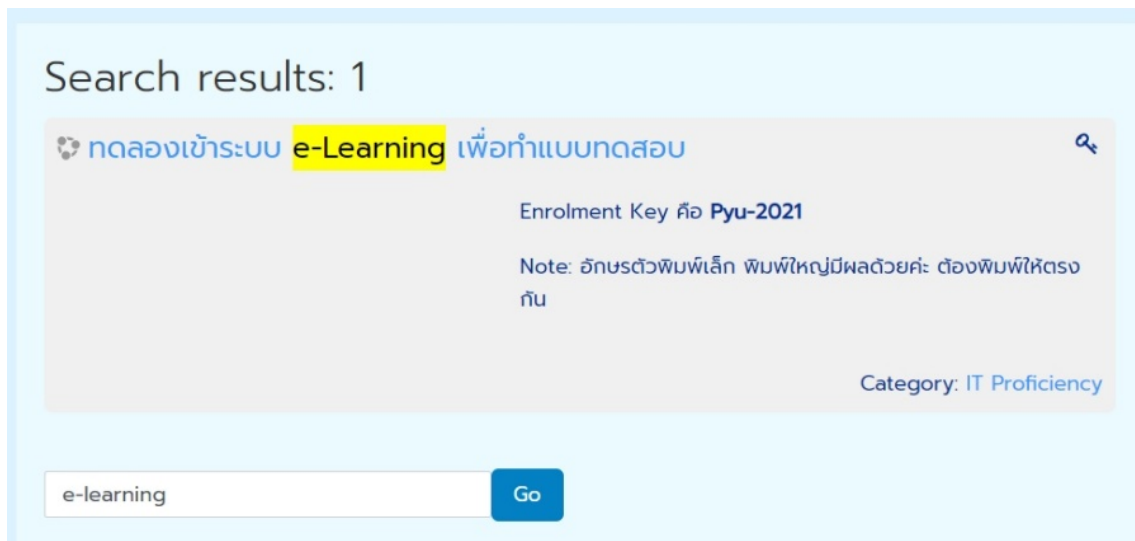 Search results: 1
ทดลองเข้าระบบ e-Learning เพื่อทำแบบทดสอบ
Enrolment Key คือ Pyu-2021
Note: อักษรตัวพิมพ์เล็ก พิมพ์ใหญ่มีผลด้วยค่ะ ต้องพิมพ์ให้ตรง
กัน
Category: IT Proficiency
e-learning
Go